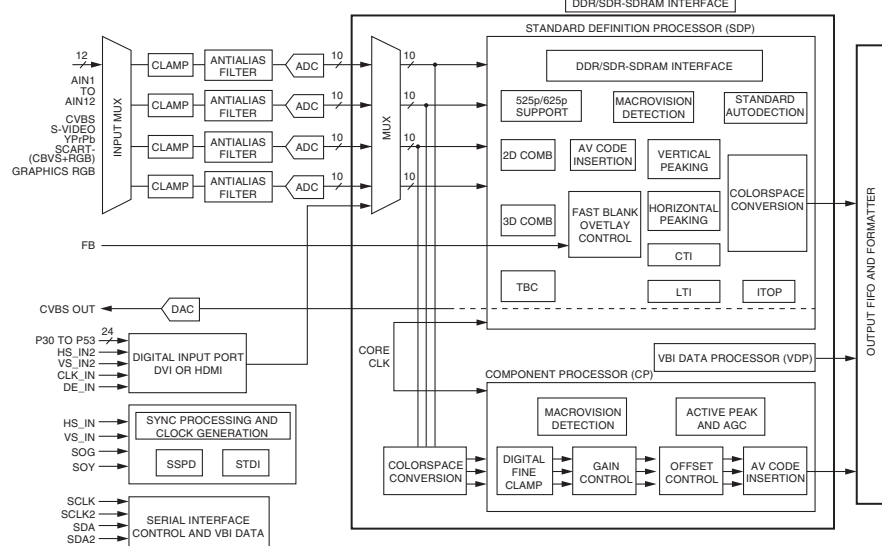 DDR/SDR-SDRAM INTERFACE
STANDARD DEFINITION PROCESSOR (SDP)
DDR/SDR-SDRAM INTERFACE
525p/625p
SUPPORT
MACROVISION
DETECTION
STANDARD
AUTODECTION
2D COMB
AV CODE
INSERTION
VERTICAL
PEAKING
COLORSPACE
CONVERSION
3D COMB
FAST BLANK
OVETLAY
CONTROL
HORIZONTAL
PEAKING
CTI
TBC
LTI
ITOP
12
AIN1
TO
AIN12
CVBS
S-VIDEO
YPrPb
SCART-
(CBVS+RGB)
GRAPHICS RGB
INPUT MUX
CLAMP
ANTIALIAS
FILTER
ADC
10
CLAMP
ANTIALIAS
FILTER
ADC
10
CLAMP
ANTIALIAS
FILTER
ADC
10
CLAMP
ANTIALIAS
FILTER
ADC
10
MUX
10
10
10
10
FB
CVBS OUT
DAC
P30 TO P53
24
HS_IN2
VS_IN2
CLK_IN
DE_IN
DIGITAL INPUT PORT
DVI OR HDMI
CORE
CLK
VBI DATA PROCESSOR (VDP)
COMPONENT PROCESSOR (CP)
MACROVISION
DETECTION
ACTIVE PEAK
AND AGC
HS_IN
VS_IN
SOG
SOY
SYNC PROCESSING AND
CLOCK GENERATION
SSPD
STDI
COLORSPACE
CONVERSION
DIGITAL
FINE
CLAMP
GAIN
CONTROL
OFFSET
CONTROL
AV CODE
INSERTION
SCLK
SCLK2
SDA
SDA2
SERIAL INTERFACE
CONTROL AND VBI DATA
OUTPUT FIFO AND FORMATTER